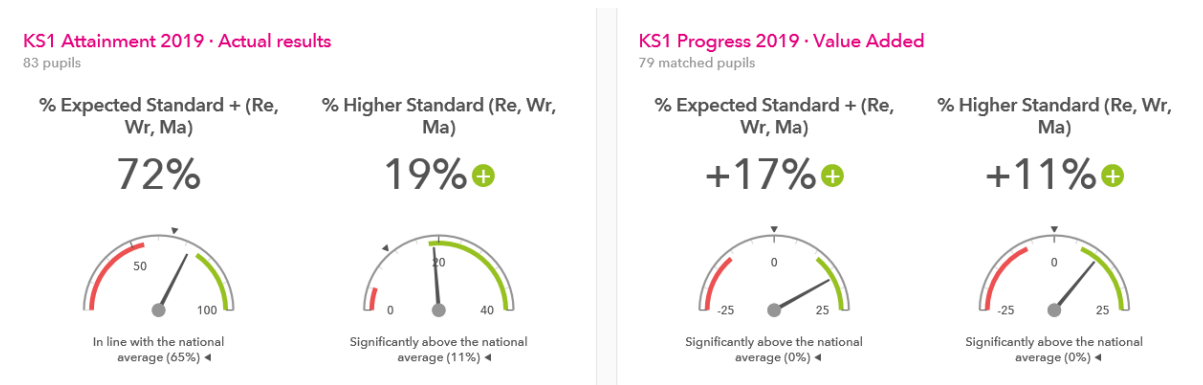 KS1 Attainment 2019 · Actual results
83 pupils
% Expected Standard + (Re,
Wr, Ma)
72%
50
100
In line with the national
average (65%) ◄
% Higher Standard (Re, Wr,
Ma)
19% +
0
20
40
Significantly above the national
average (11%) ◄
KS1 Progress 2019 · Value Added
79 matched pupils
% Expected Standard + (Re,
Wr, Ma)
+17% +
-25
0
25
Significantly above the national
average (0%) ◄
% Higher Standard (Re, Wr,
Ma)
+11% +
-25
0
25
Significantly above the national
average (0%) ◄